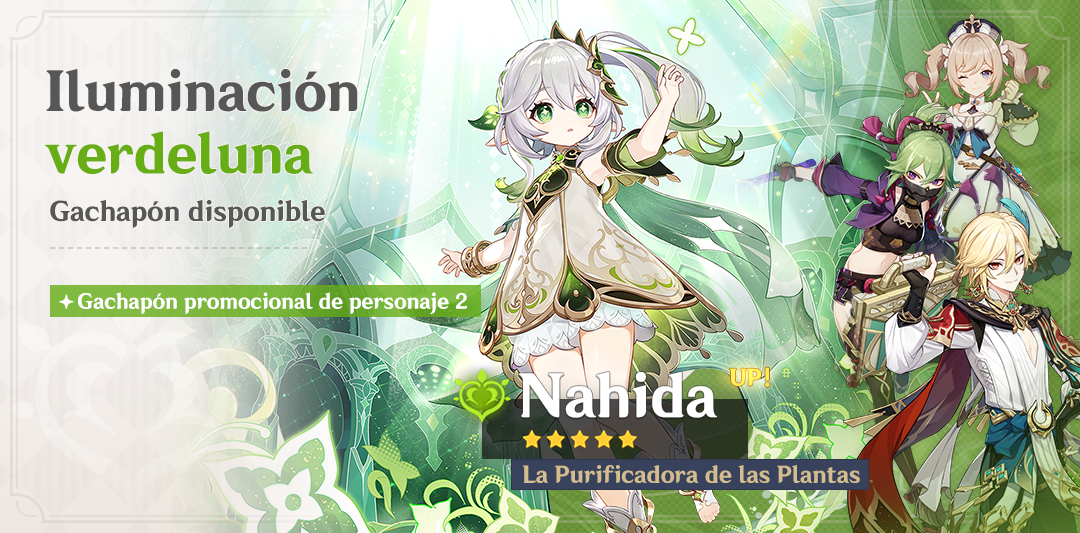 Iluminación
verdeluna
Gachapón disponible
Gachapón promocional de personaje 2
Nahida UP!
La Purificadora de las Plantas